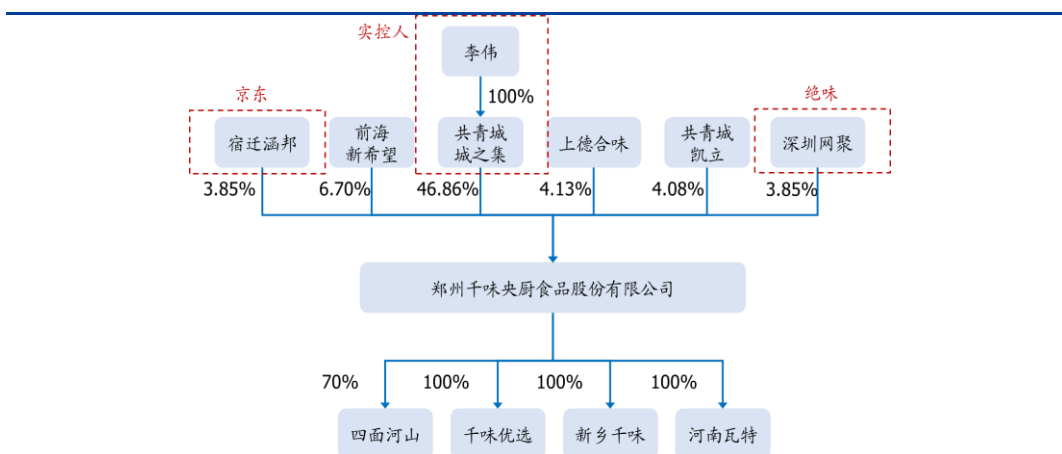 实控人
李伟
100%
京东
绝味
宿迁涵邦
前海
新希望
共青城
城之集
上德合味
共青城
凯立
深圳网聚
3.85%
6.70%
46.86%
4.13%
4.08%
3.85%
郑州千味央厨食品股份有限公司
70%
100%
100%
100%
四面河山
千味优选
新乡千味
河南瓦特